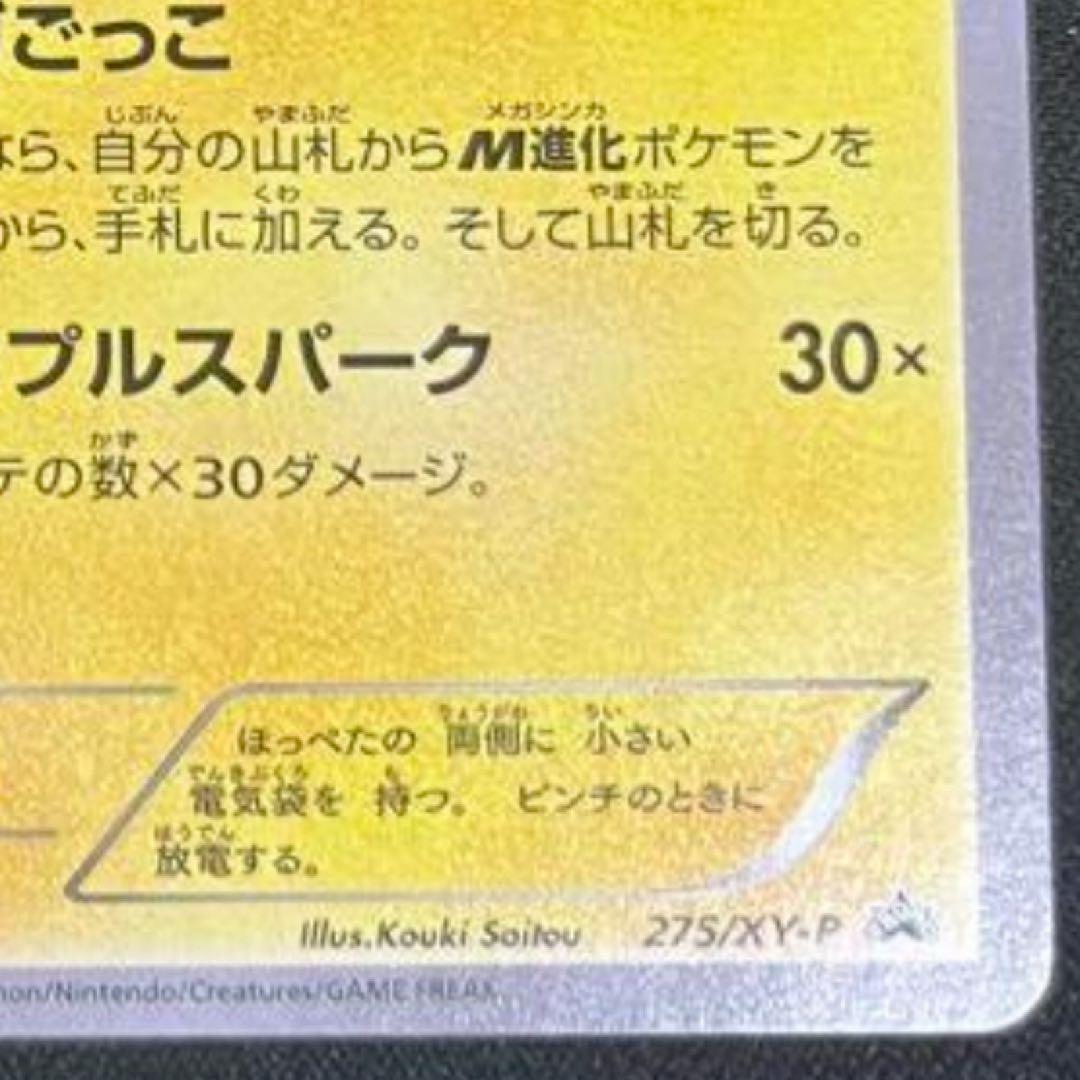 ごっこ
なら、自分の山札からM進化ポケモンを
から、手札に加える。そして山札を切る。
プルスパーク 30×
テの数×30ダメージ。
ほっぺたの 両側に 小さい
電気袋を 持つ。 ピンチのときに
放電する。
Illus.Kouki Saitou 275/XY-P
mon/Nintendo/Creatures/GAME FREAK